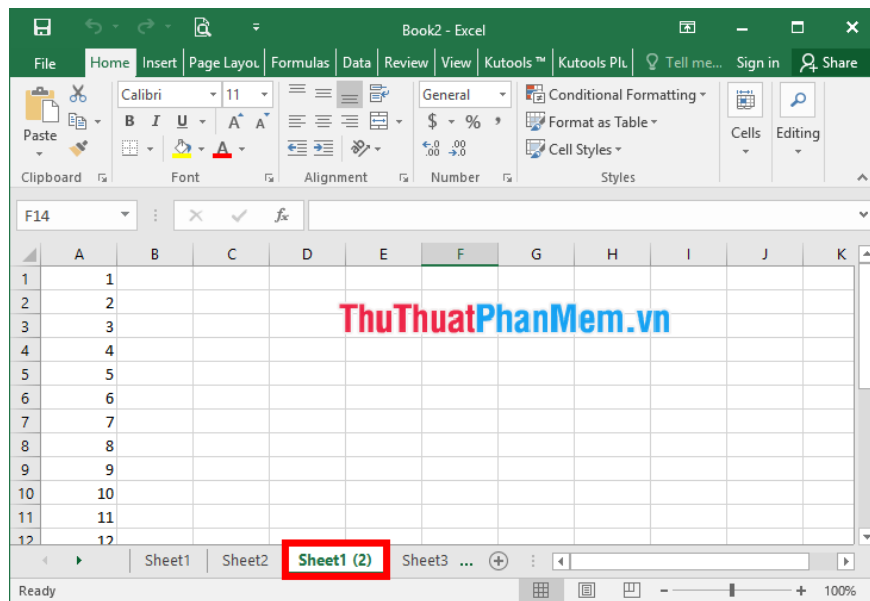 Book2 - Excel
File Home Insert Page Layou Formulas Data Review View Kutools ™ Kutools Plu Tell me... Sign in Share
Calibri 11 General Conditional Formatting
Paste B I U A A $ % , Format as Table Cells Editing
A .00 .0 Cell Styles
Clipboard Font Alignment Number Styles
F14 fx
A B C D E F G H I J K
1 1
2 2
3 3
4 4
5 5
6 6
7 7
8 8
9 9
10 10
11 11
12 12
ThuThuatPhanMem.vn
Sheet1 Sheet2 Sheet1 (2) Sheet3 ...
Ready 100%